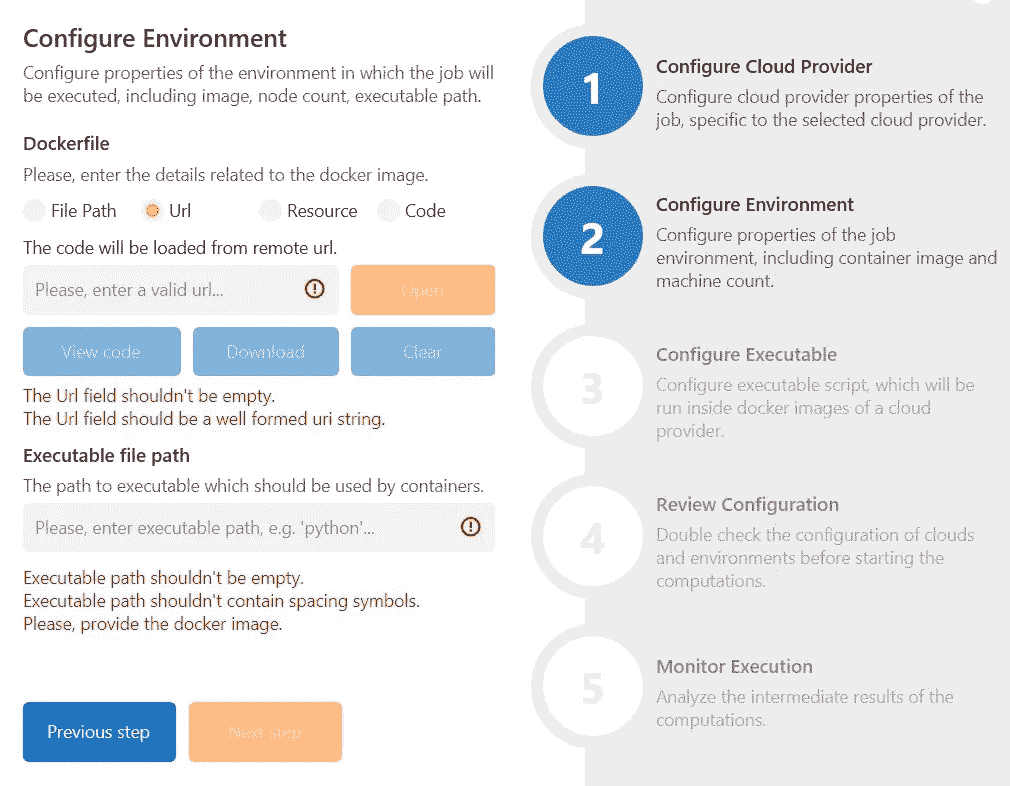 Configure Environment
Configure properties of the environment in which the job will
be executed, including image, node count, executable path.
Dockerfile
Please, enter the details related to the docker image.
File Path
Url
Resource
Code
The code will be loaded from remote url.
Please, enter a valid url...
Open
View code
Download
Clear
The Url field shouldn't be empty.
The Url field should be a well formed uri string.
Executable file path
The path to executable which should be used by containers.
Please, enter executable path, e.g. 'python'...
Executable path shouldn't be empty.
Executable path shouldn't contain spacing symbols.
Please, provide the docker image.
Previous step
Next step
1
Configure Cloud Provider
Configure cloud provider properties of the
job, specific to the selected cloud provider.
2
Configure Environment
Configure properties of the job
environment, including container image and
machine count.
3
Configure Executable
Configure executable script, which will be
run inside docker images of a cloud
provider.
4
Review Configuration
Double check the configuration of clouds
and environments before starting the
computations.
5
Monitor Execution
Analyze the intermediate results of the
computations.